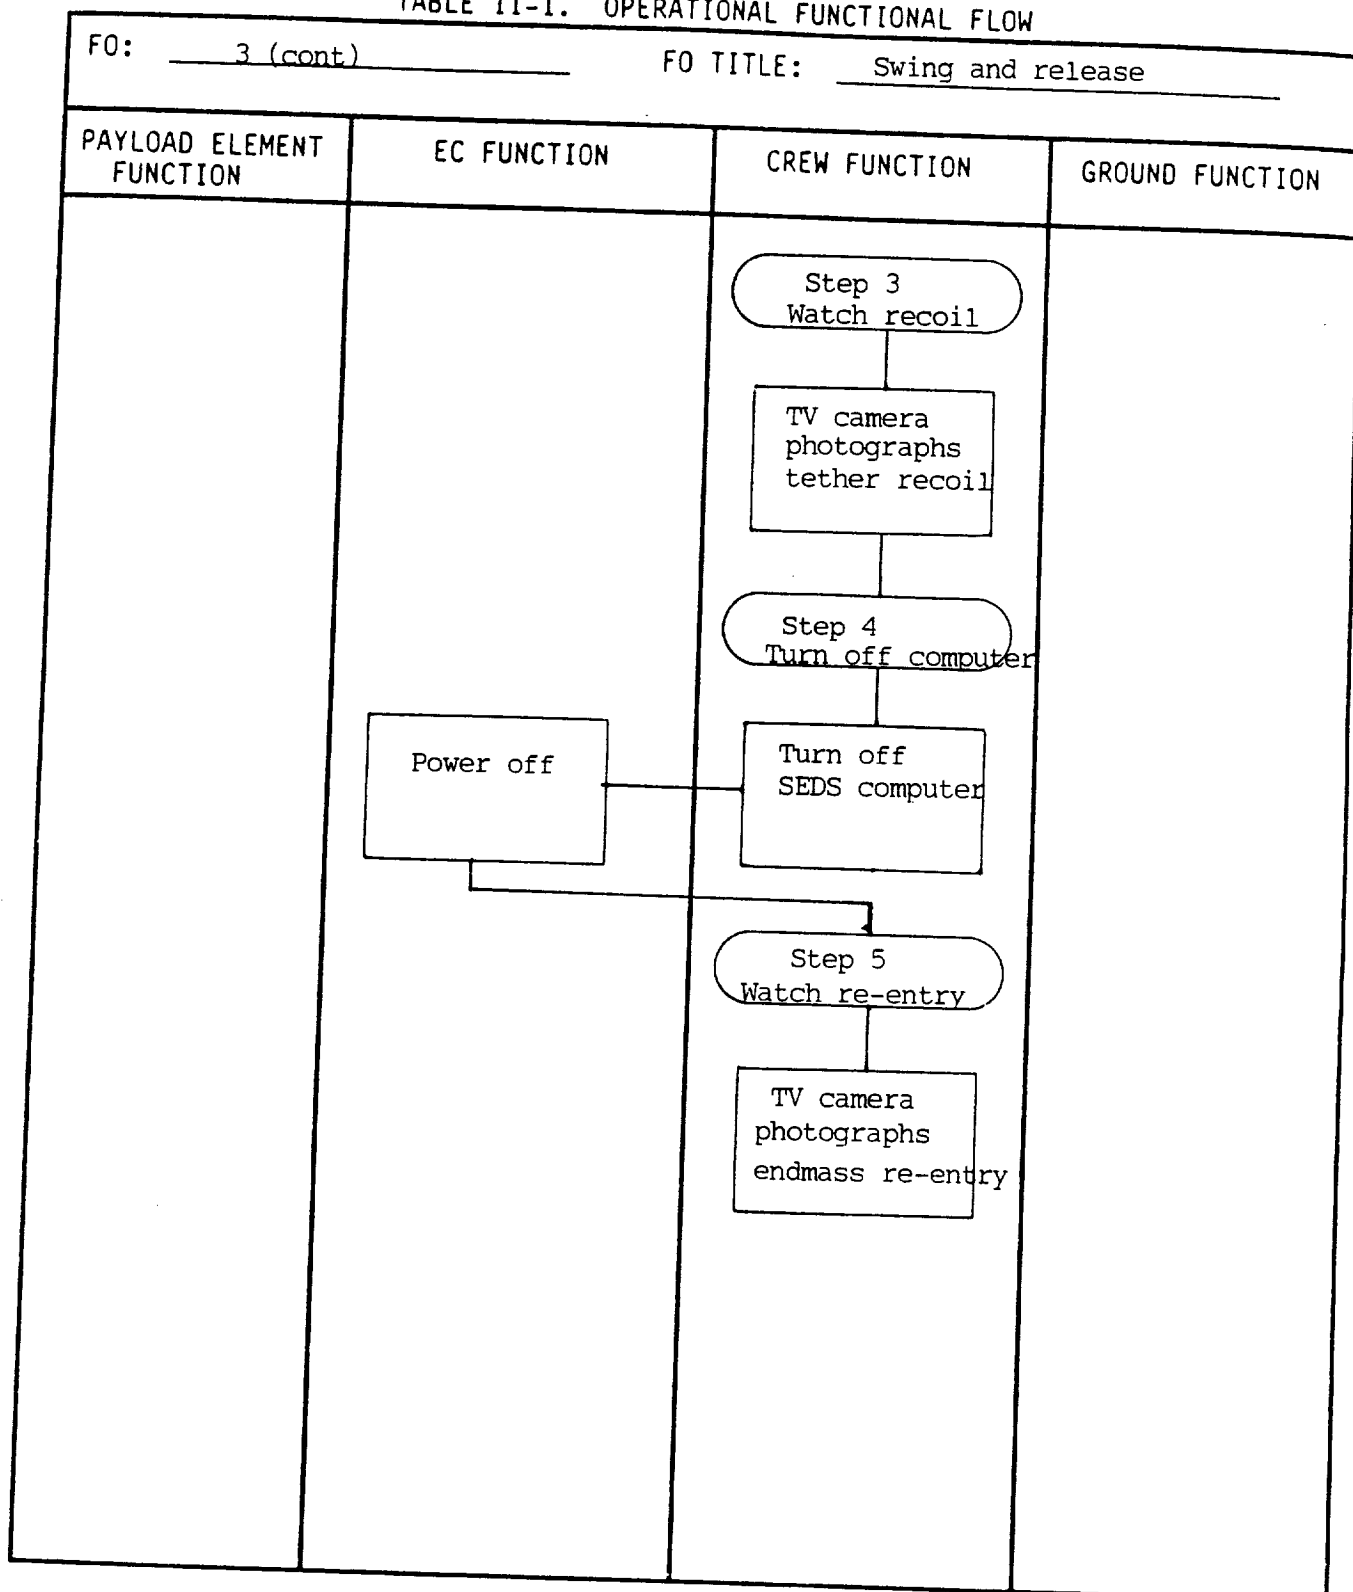 TABLE II-I. OPERATIONAL FUNCTIONAL FLOW
FO: 3 (cont) FO TITLE: Swing and release
PAYLOAD ELEMENT
FUNCTION
EC FUNCTION
CREW FUNCTION
GROUND FUNCTION
Step 3
Watch recoil
TV camera
photographs
tether recoil
Step 4
Turn off computer
Power off
Turn off
SEDS computer
Step 5
Watch re-entry
TV camera
photographs
endmass re-entry